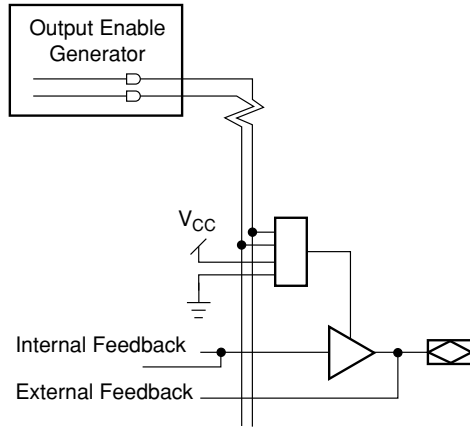 Output Enable
Generator
VCC
Internal Feedback
External Feedback